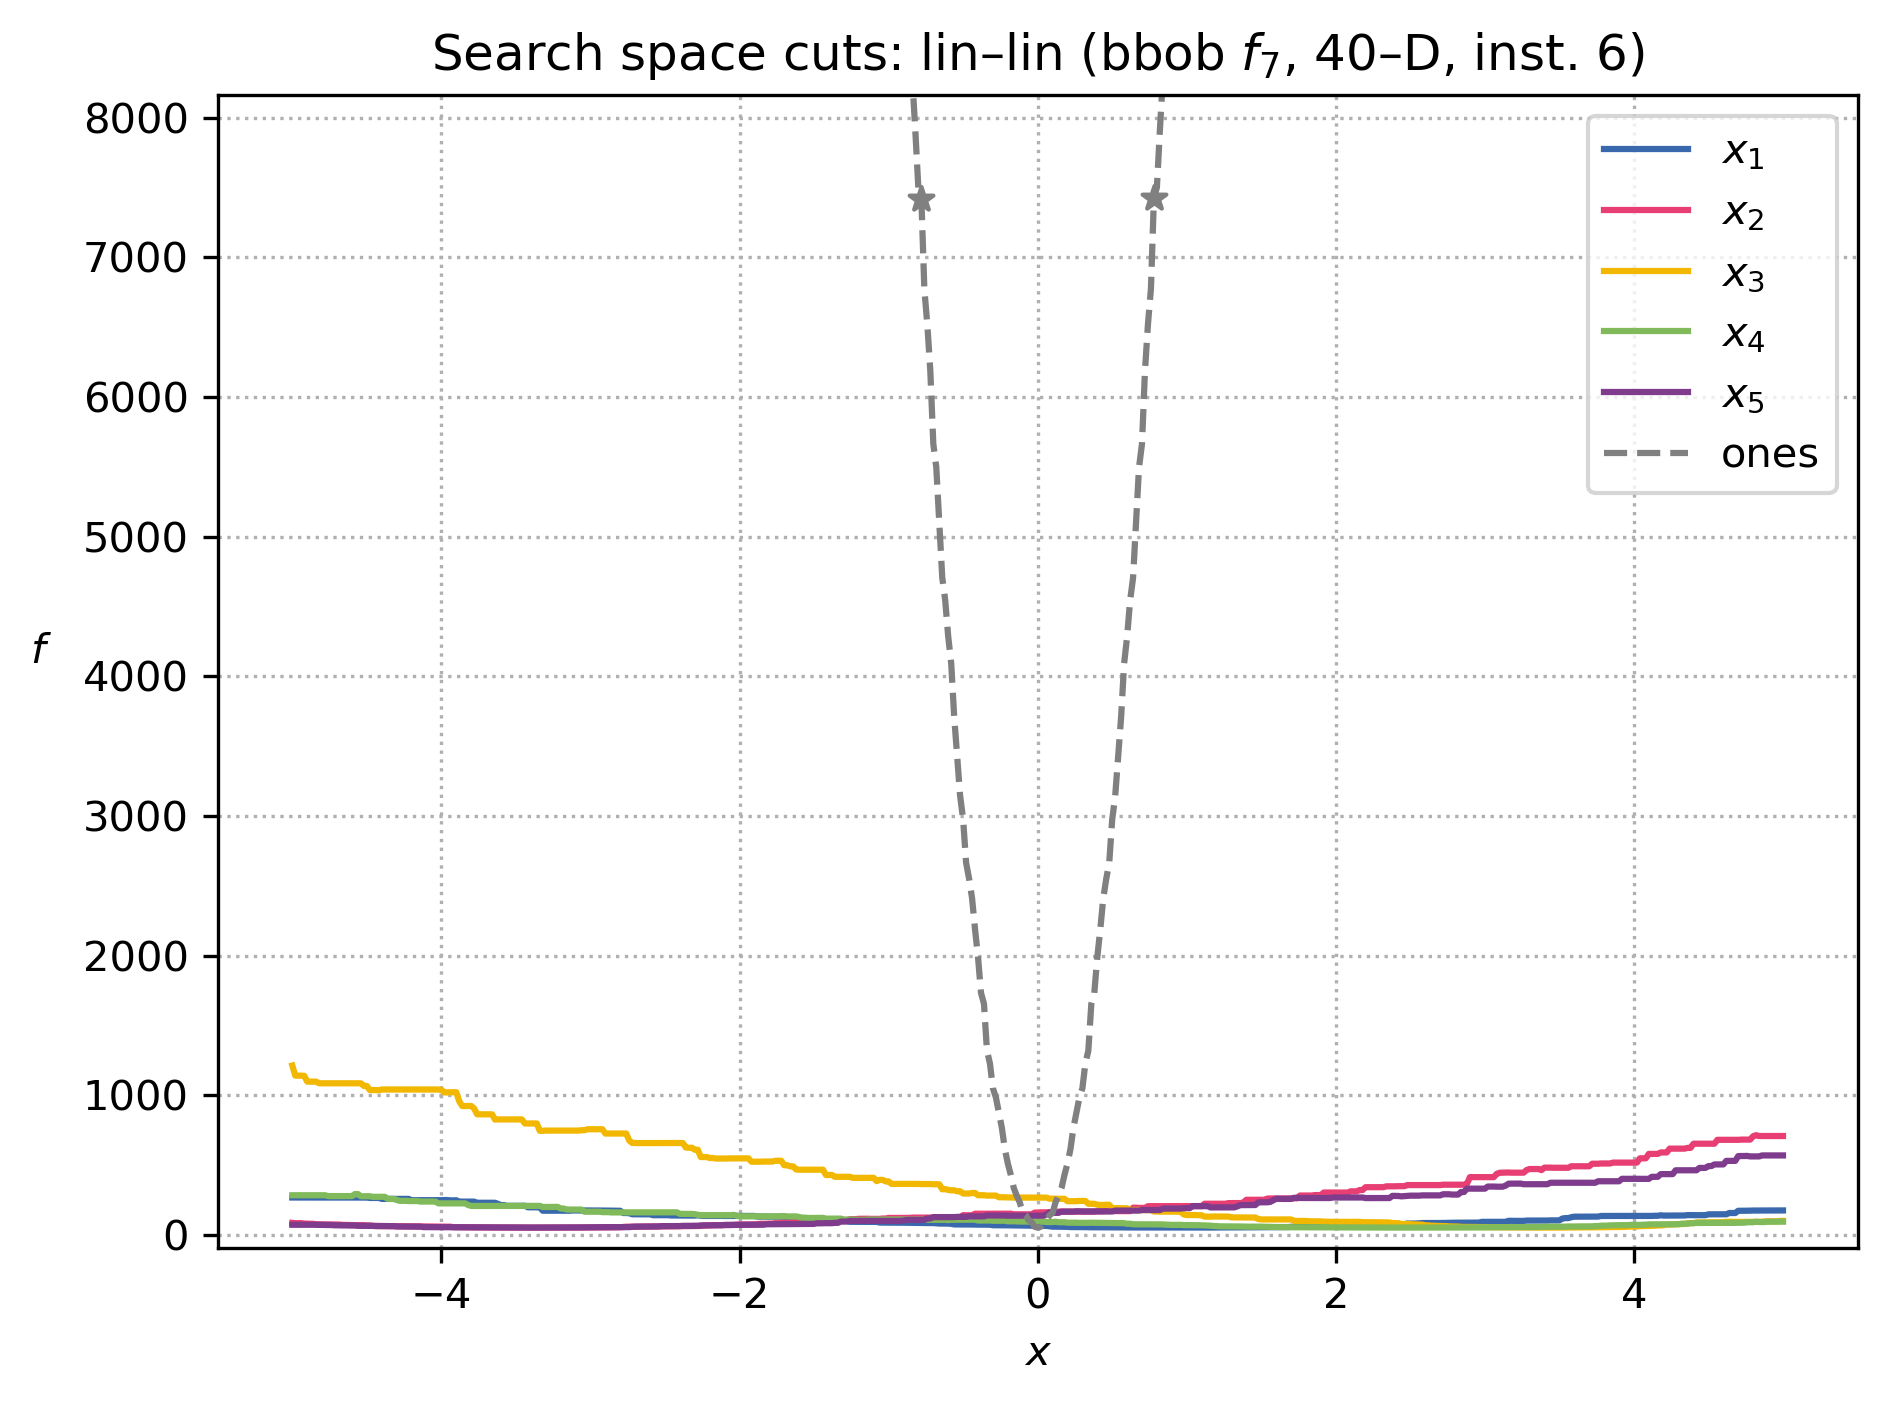 Search space cuts: lin–lin (bbob f₇, 40–D, inst. 6)
8000
7000
6000
5000
4000
3000
2000
1000
0
f
−4
−2
0
2
4
x
x₁
x₂
x₃
x₄
x₅
ones